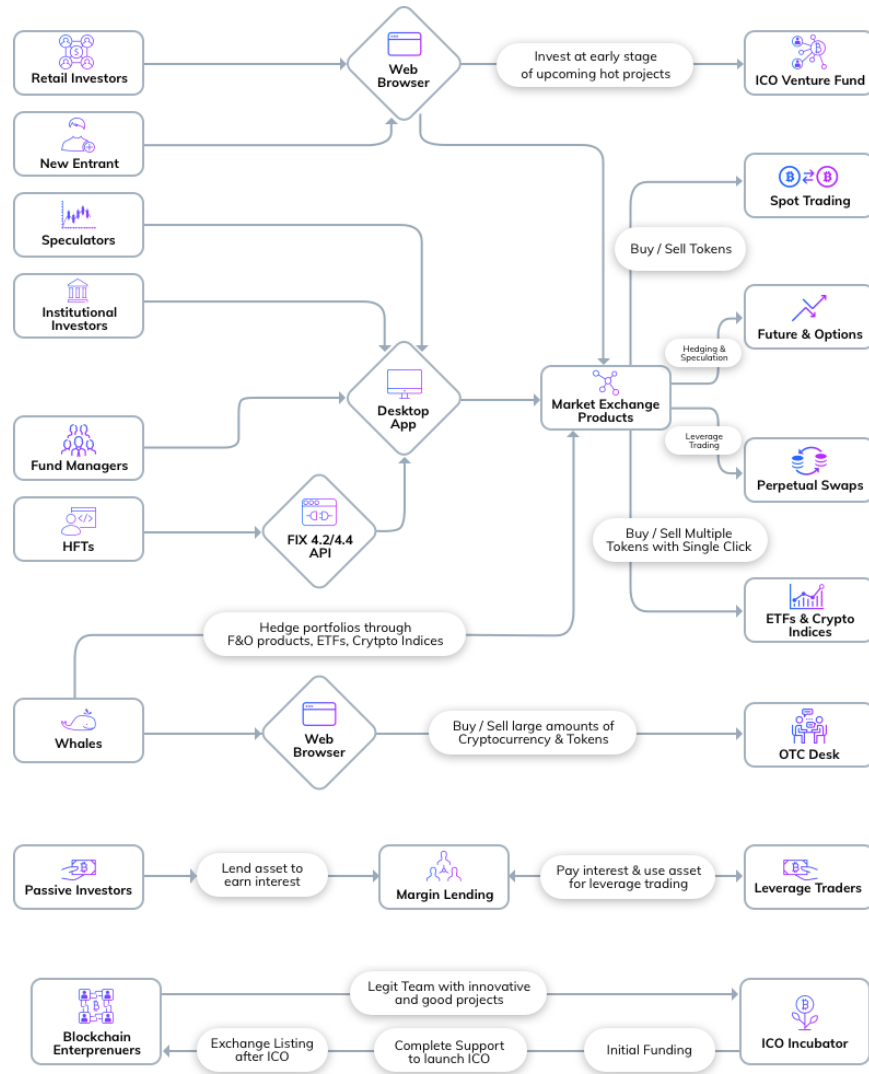 Retail Investors
Web
Browser
Invest at early stage
of upcoming hot projects
ICO Venture Fund
New Entrant
Spot Trading
Speculators
Buy / Sell Tokens
Institutional
Investors
Future & Options
Hedging &
Speculation
Desktop
App
Market Exchange
Products
Fund Managers
Leverage
Trading
Perpetual Swaps
HFTs
FIX 4.2/4.4
API
Buy / Sell Multiple
Tokens with Single Click
ETFs & Crypto
Indices
Hedge portfolios through
F&O products, ETFs, Crytpto Indices
Whales
Web
Browser
Buy / Sell large amounts of
Cryptocurrency & Tokens
OTC Desk
Passive Investors
Lend asset to
earn interest
Margin Lending
Pay interest & use asset
for leverage trading
Leverage Traders
Blockchain
Enterprenuers
Legit Team with innovative
and good projects
Exchange Listing
after ICO
Complete Support
to launch ICO
Initial Funding
ICO Incubator